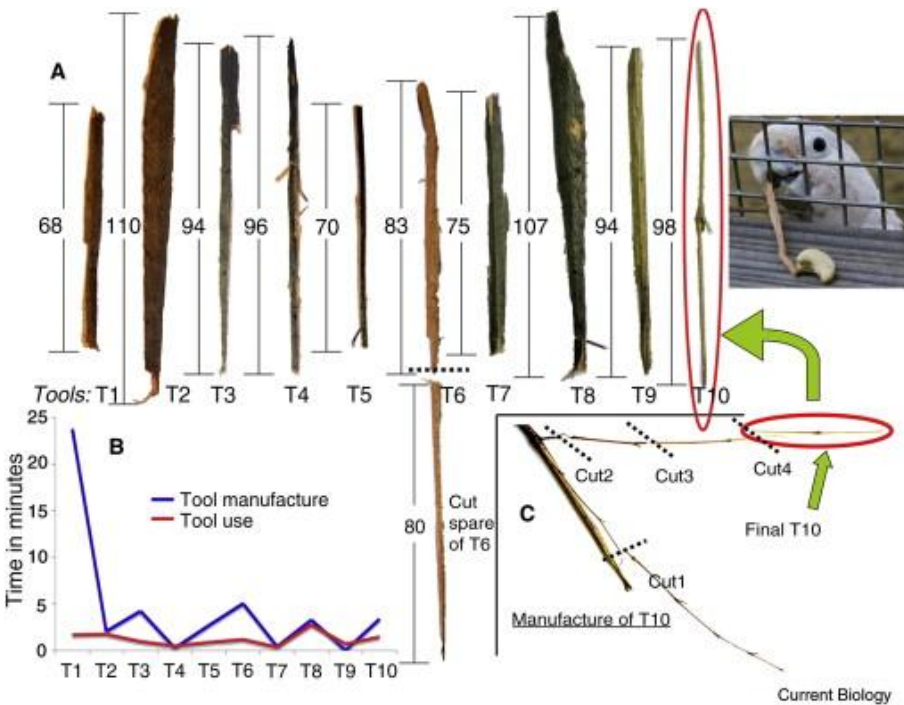 A
68
110
94
96
70
83
75
107
94
98
Tools: T1 T2 T3 T4 T5 T6 T7 T8 T9 T10
B
25
20
15
10
5
0
Time in minutes
Tool manufacture
Tool use
T1 T2 T3 T4 T5 T6 T7 T8 T9 T10
80
Cut
spare
of T6
C
Cut2
Cut3
Cut4
Final T10
Cut1
Manufacture of T10
Current Biology